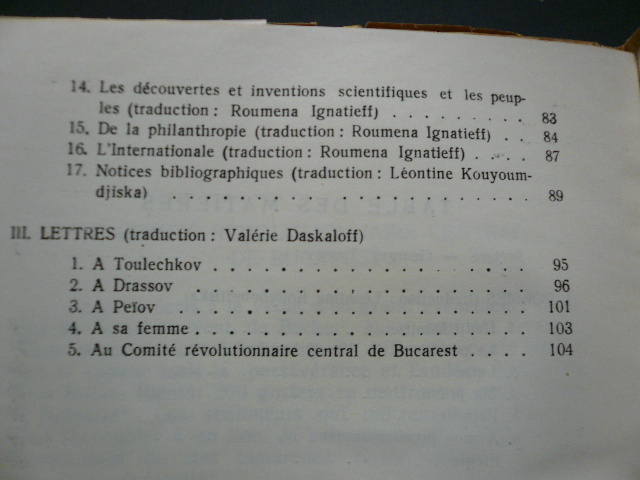 14. Les découvertes et inventions scientifiques et les peup-
les (traduction : Roumena Ignatieff) . . . . . . . . 83
15. De la philanthropie (traduction : Roumena Ignatieff) . . 84
16. L'Internationale (traduction : Roumena Ignatieff) . . . . 87
17. Notices bibliographiques (traduction : Léontine Kouyoum-
djiska) . . . . . . . . . . . . . . . . . . . 89
III. LETTRES (traduction : Valérie Daskaloff)
1. A Toulechkov . . . . . . . . . . . . . . . . . 95
2. A Drassov . . . . . . . . . . . . . . . . . 96
3. A Peïov . . . . . . . . . . . . . . . . . . 101
4. A sa femme . . . . . . . . . . . . . . . . . 103
5. Au Comité révolutionnaire central de Bucarest . . . . 104